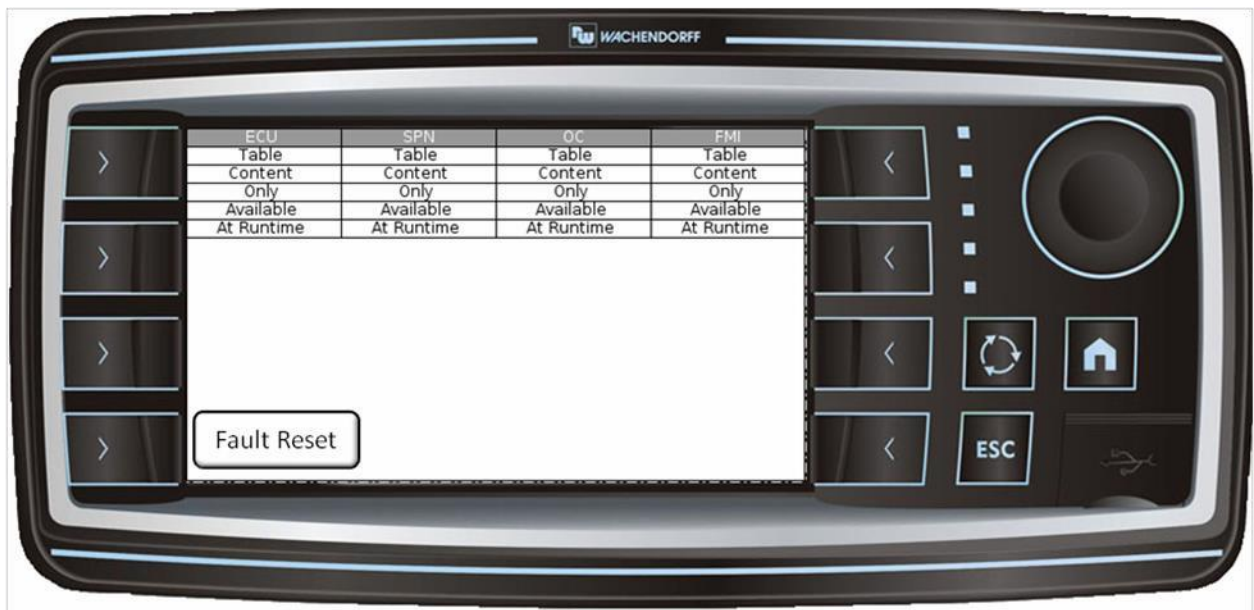 WACHENDORFF
ECU SPN OC FMI
Table Table Table Table
Content Content Content Content
Only Only Only Only
Available Available Available Available
At Runtime At Runtime At Runtime At Runtime
Fault Reset
ESC